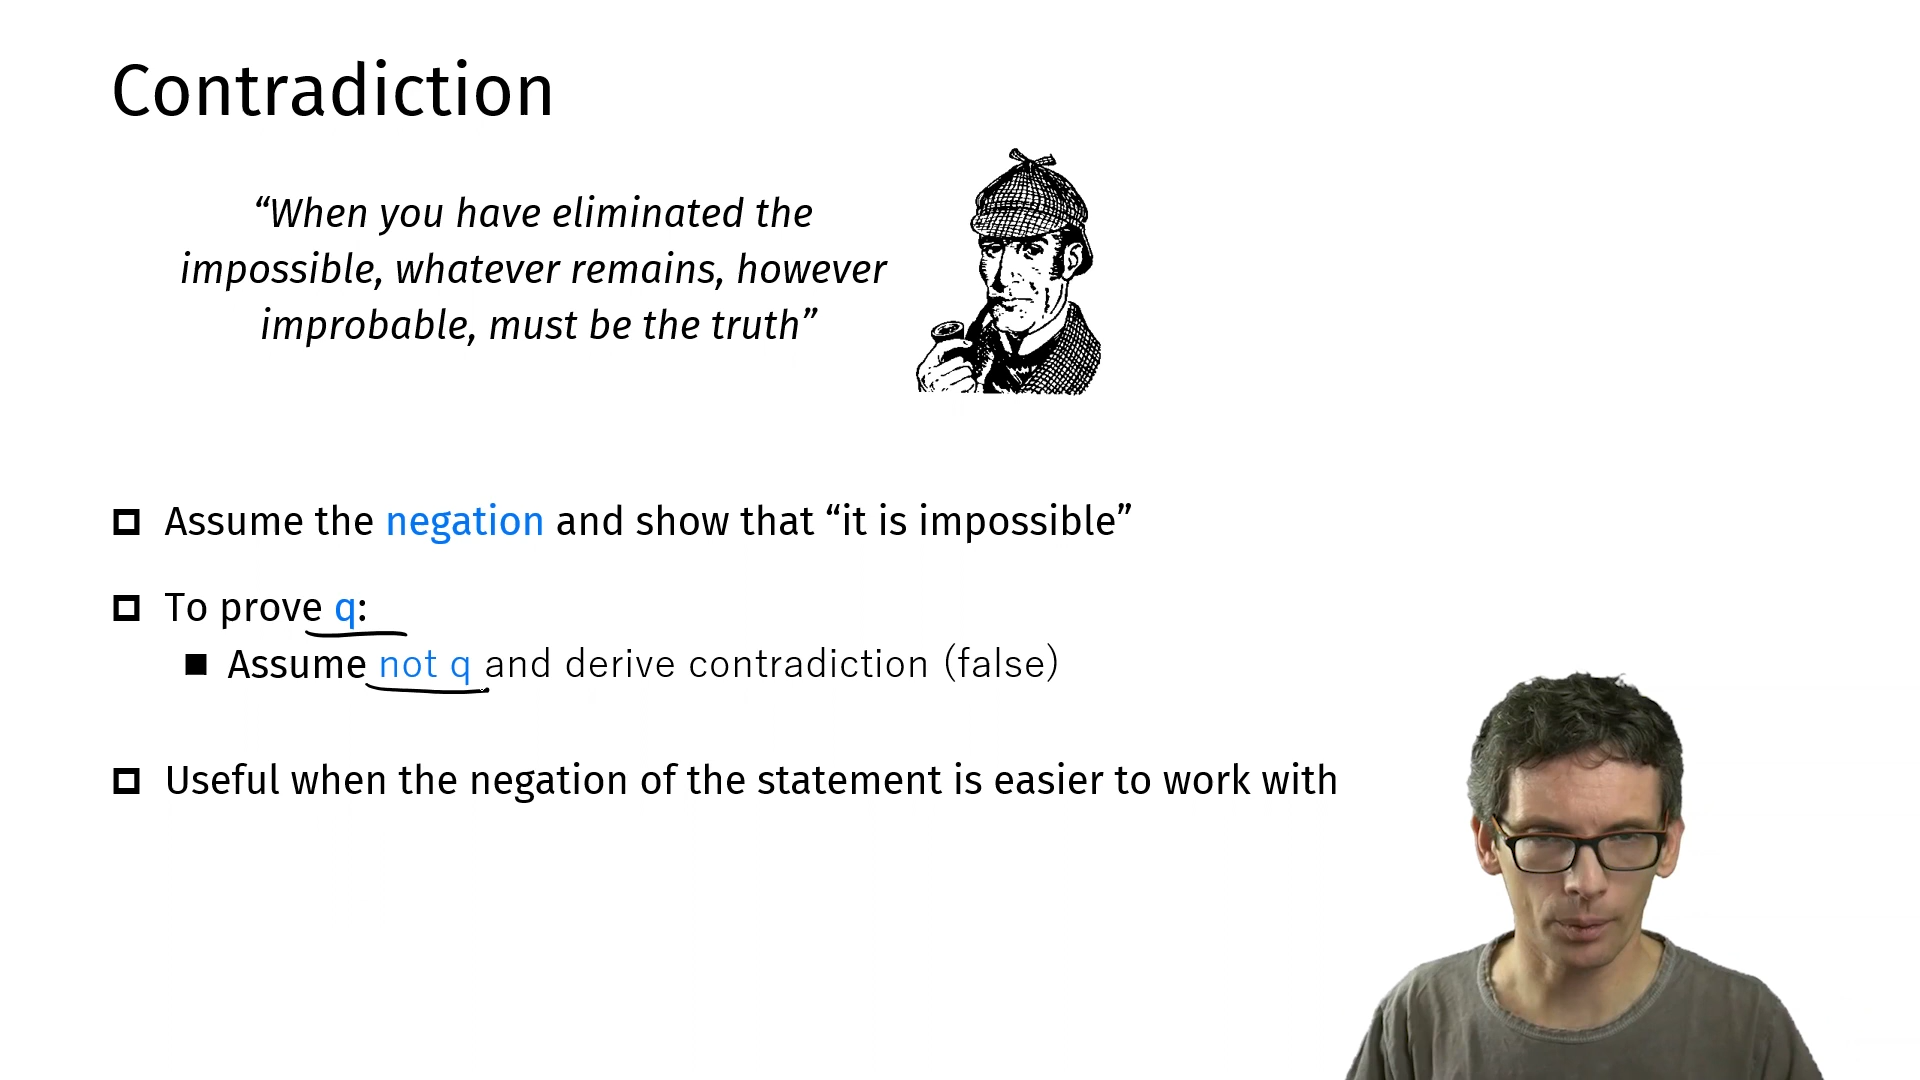 Contradiction
“When you have eliminated the
impossible, whatever remains, however
improbable, must be the truth”
Assume the negation and show that “it is impossible”
To prove q:
Assume not q and derive contradiction (false)
Useful when the negation of the statement is easier to work with